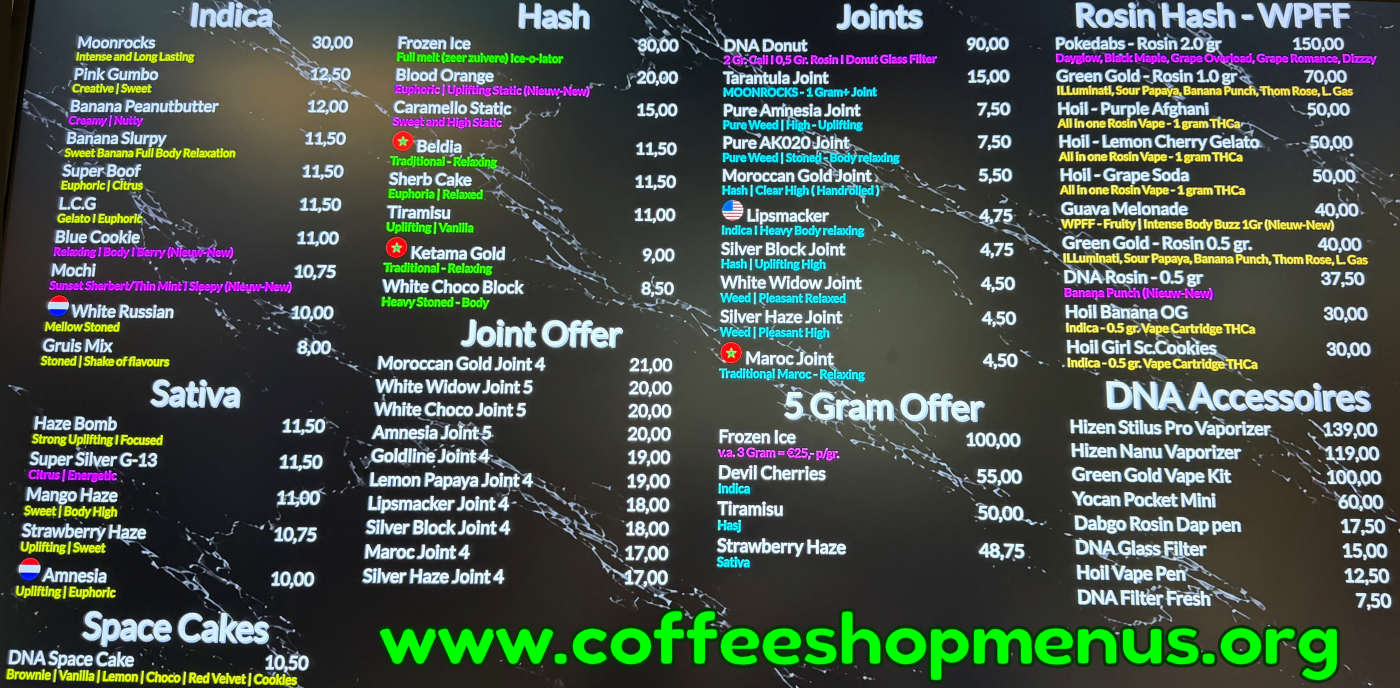 Indica
Moonrocks 30,00
Intense and Long Lasting
Pink Gumbo 12,50
Creative | Sweet
Banana Peanutbutter 12,00
Creamy | Nutty
Banana Slurpy 11,50
Sweet Banana Full Body Relaxation
Super Boof 11,50
Euphoric | Citrus
L.C.G 11,50
Gelato I Euphoric
Blue Cookie 11,00
Relaxing I Body I Berry (Nieuw-New)
Mochi 10,75
Sunset Sherbert/Thin Mint I Sleepy (Nieuw-New)
White Russian 10,00
Mellow Stoned
Gruis Mix 8,00
Stoned | Shake of flavours
Sativa
Haze Bomb 11,50
Strong Uplifting I Focused
Super Silver G-13 11,50
Citrus | Energetic
Mango Haze 11,00
Sweet | Body High
Strawberry Haze 10,75
Uplifting | Sweet
Amnesia 10,00
Uplifting | Euphoric
Space Cakes
DNA Space Cake 10,50
Brownie | Vanilla | Lemon | Choco | Red Velvet | Cookies
Hash
Frozen Ice 30,00
Full melt (zeer zuivere) Ice-o-lator
Blood Orange 20,00
Euphoric | Uplifting Static (Nieuw-New)
Caramello Static 15,00
Sweet and High Static
Beldia 11,50
Traditional - Relaxing
Sherb Cake 11,50
Euphoria | Relaxed
Tiramisu 11,00
Uplifting | Vanilla
Ketama Gold 9,00
Traditional - Relaxing
White Choco Block 8,50
Heavy Stoned - Body
Joint Offer
Moroccan Gold Joint 4 21,00
White Widow Joint 5 20,00
White Choco Joint 5 20,00
Amnesia Joint 5 20,00
Goldline Joint 4 19,00
Lemon Papaya Joint 4 19,00
Lipsmacker Joint 4 18,00
Silver Block Joint 4 18,00
Maroc Joint 4 17,00
Silver Haze Joint 4 17,00
Joints
DNA Donut 90,00
2 Gr. Cali I 0,5 Gr. Rosin I Donut Glass Filter
Tarantula Joint 15,00
MOONROCKS - 1 Gram+ Joint
Pure Amnesia Joint 7,50
Pure Weed | High - Uplifting
Pure AK020 Joint 7,50
Pure Weed | Stoned - Body relaxing
Moroccan Gold Joint 5,50
Hash | Clear High ( Handrolled )
Lipsmacker 4,75
Indica I Heavy Body relaxing
Silver Block Joint 4,75
Hash | Uplifting High
White Widow Joint 4,50
Weed | Pleasant Relaxed
Silver Haze Joint 4,50
Weed | Pleasant High
Maroc Joint 4,50
Traditional Maroc - Relaxing
5 Gram Offer
Frozen Ice 100,00
v.a. 3 Gram = €25,- p/gr.
Devil Cherries 55,00
Indica
Tiramisu 50,00
Hasj
Strawberry Haze 48,75
Sativa
Rosin Hash - WPFF
Pokedabs - Rosin 2.0 gr 150,00
Dayglow, Black Maple, Grape Overload, Grape Romance, Dizzzy
Green Gold - Rosin 1.0 gr 70,00
ILLuminati, Sour Papaya, Banana Punch, Thom Rose, L. Gas
Hoil - Purple Afghani 50,00
All in one Rosin Vape - 1 gram THCa
Hoil - Lemon Cherry Gelato 50,00
All in one Rosin Vape - 1 gram THCa
Hoil - Grape Soda 50,00
All in one Rosin Vape - 1 gram THCa
Guava Melonade 40,00
WPFF - Fruity | Intense Body Buzz 1Gr (Nieuw-New)
Green Gold - Rosin 0.5 gr. 40,00
ILLuminati, Sour Papaya, Banana Punch, Thom Rose, L. Gas
DNA Rosin - 0.5 gr 37,50
Banana Punch (Nieuw-New)
Hoil Banana OG 30,00
Indica - 0.5 gr. Vape Cartridge THCa
Hoil Girl Sc.Cookies 30,00
. Indica - 0.5 gr. Vape Cartridge THCa
DNA Accessoires
Hizen Stilus Pro Vaporizer 139,00
Hizen Nanu Vaporizer 119,00
Green Gold Vape Kit 100,00
Yocan Pocket Mini 60,00
Dabgo Rosin Dap pen 17,50
DNA Glass Filter 15,00
Hoil Vape Pen 12,50
DNA Filter Fresh 7,50
www.coffeeshopmenus.org